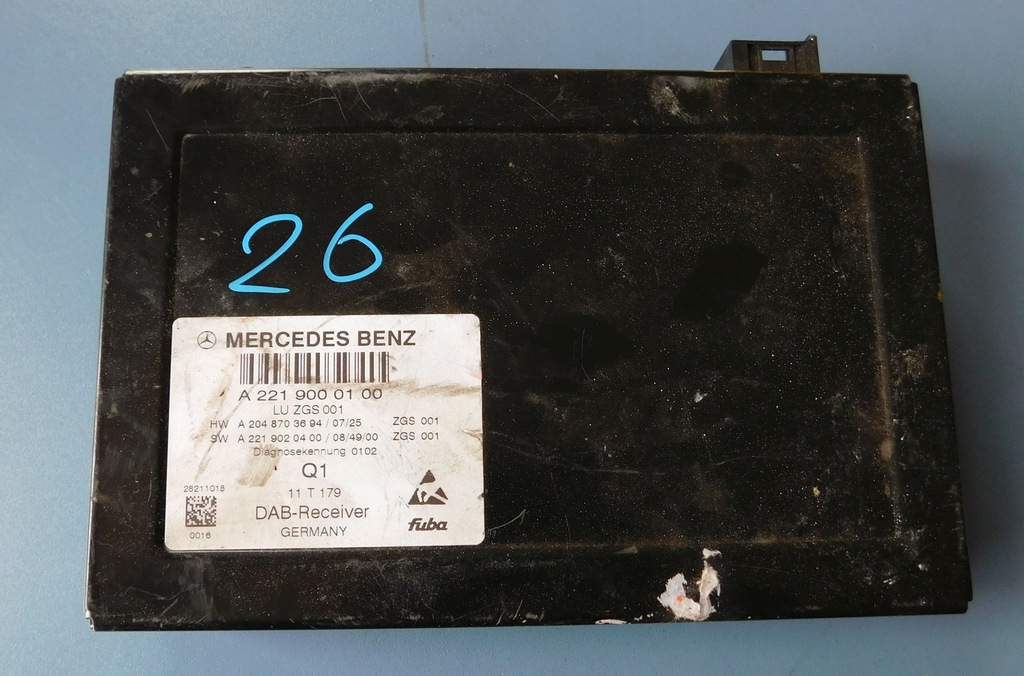 26
MERCEDES BENZ
A 221 900 01 00
LU ZGS 001
HW A 204 870 36 94 / 07/25 ZGS 001
SW A 221 902 04 00 / 08/49/00 ZGS 001
Diagnosekennung 0102
Q1
28211018
11 T 179
DAB-Receiver
0016
GERMANY
fuba